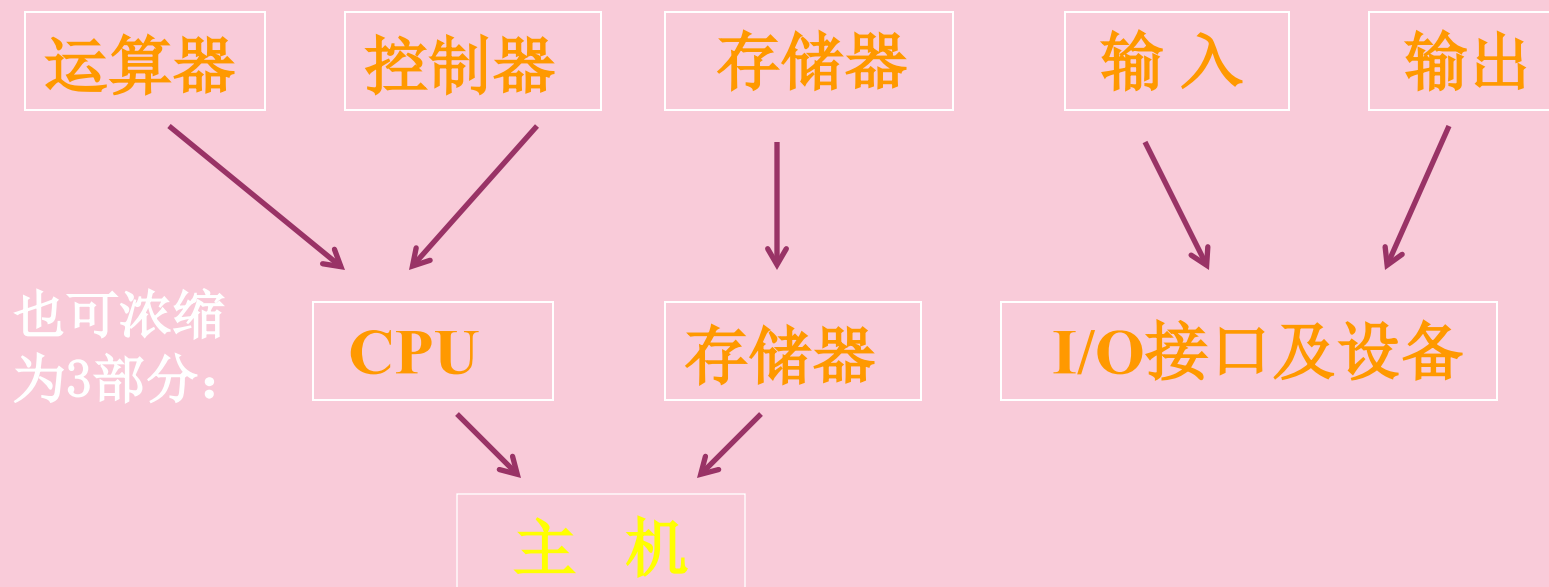 运算器
控制器
存储器
输 入
输出
也可浓缩
为3部分：
CPU
存储器
I/O接口及设备
主 机